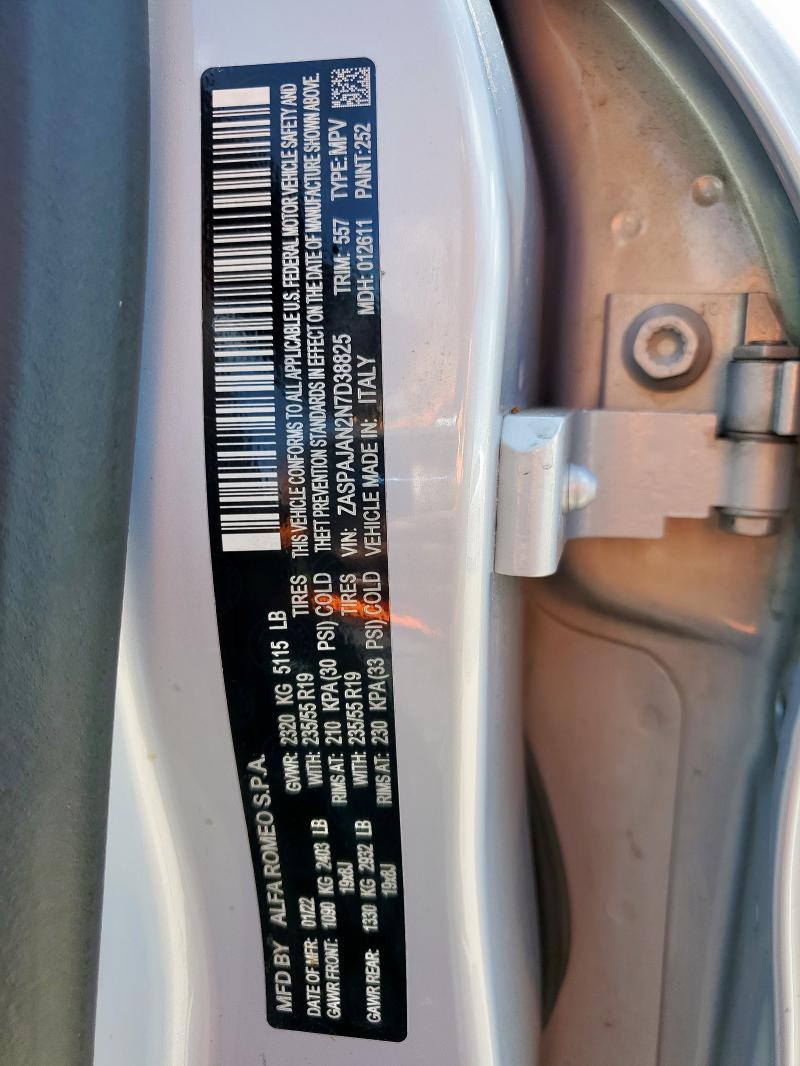 MFD BY ALFA ROMEO S.P.A.
DATE OF MFR: 01/22 GVWR: 2320 KG 5115 LB
GAWR FRONT: 1090 KG 2403 LB WITH: 235/55 R19 TIRES
19x8J RIMS AT: 210 KPA(30 PSI) COLD
GAWR REAR: 1330 KG 2932 LB WITH: 235/55 R19 TIRES
19x8J RIMS AT: 230 KPA(33 PSI) COLD
THIS VEHICLE CONFORMS TO ALL APPLICABLE U.S. FEDERAL MOTOR VEHICLE SAFETY AND
THEFT PREVENTION STANDARDS IN EFFECT ON THE DATE OF MANUFACTURE SHOWN ABOVE.
VIN: ZASPAJAN2N7D38825 TRIM: 557 TYPE:MPV
VEHICLE MADE IN: ITALY MDH: 012611 PAINT:252
10